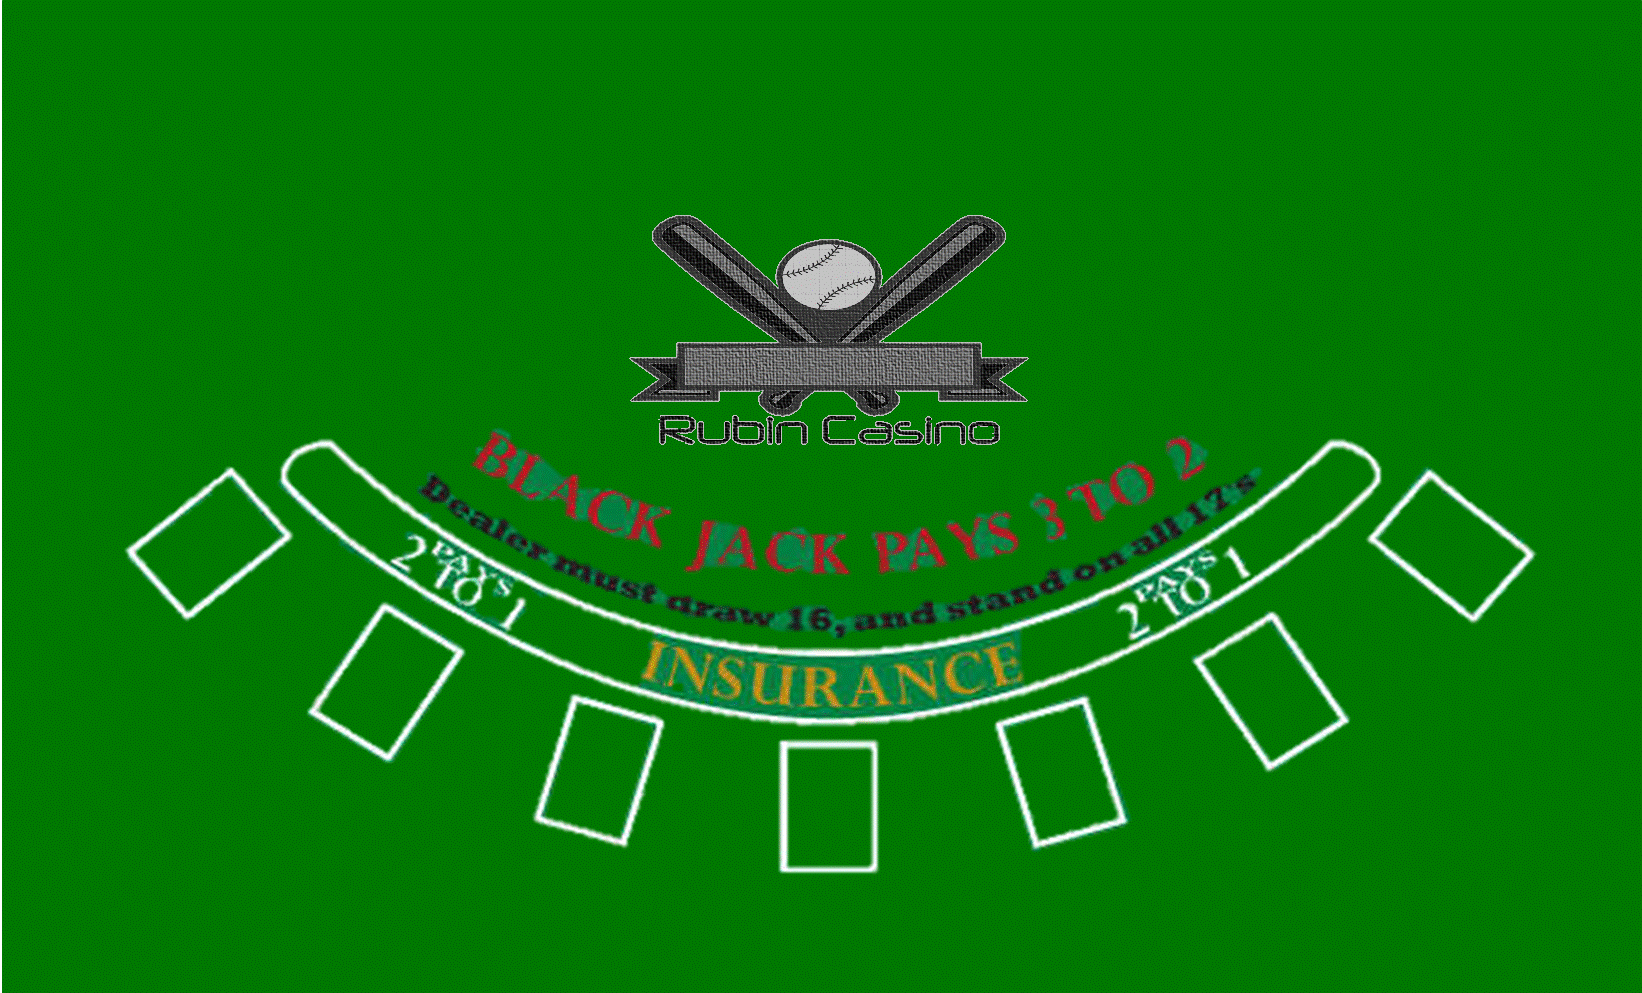 Rubin Casino
BLACK JACK PAYS 3 TO 2
Dealer must draw 16, and stand on all 17's
PAYS
2 TO 1
PAYS
2 TO 1
INSURANCE